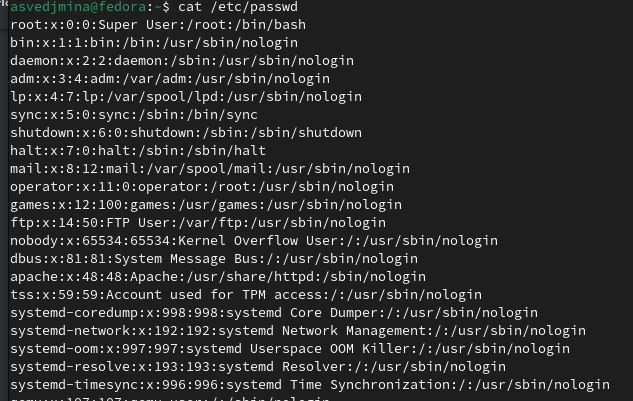 asvedjmina@fedora:~$ cat /etc/passwd
root:x:0:0:Super User:/root:/bin/bash
bin:x:1:1:bin:/bin:/usr/sbin/nologin
daemon:x:2:2:daemon:/sbin:/usr/sbin/nologin
adm:x:3:4:adm:/var/adm:/usr/sbin/nologin
lp:x:4:7:lp:/var/spool/lpd:/usr/sbin/nologin
sync:x:5:0:sync:/sbin:/bin/sync
shutdown:x:6:0:shutdown:/sbin:/sbin/shutdown
halt:x:7:0:halt:/sbin:/sbin/halt
mail:x:8:12:mail:/var/spool/mail:/usr/sbin/nologin
operator:x:11:0:operator:/root:/usr/sbin/nologin
games:x:12:100:games:/usr/games:/usr/sbin/nologin
ftp:x:14:50:FTP User:/var/ftp:/usr/sbin/nologin
nobody:x:65534:65534:Kernel Overflow User:/:/usr/sbin/nologin
dbus:x:81:81:System Message Bus:/:/usr/sbin/nologin
apache:x:48:48:Apache:/usr/share/httpd:/sbin/nologin
tss:x:59:59:Account used for TPM access:/:/usr/sbin/nologin
systemd-coredump:x:998:998:systemd Core Dumper:/:/usr/sbin/nologin
systemd-network:x:192:192:systemd Network Management:/:/usr/sbin/nologin
systemd-oom:x:997:997:systemd Userspace OOM Killer:/:/usr/sbin/nologin
systemd-resolve:x:193:193:systemd Resolver:/:/usr/sbin/nologin
systemd-timesync:x:996:996:systemd Time Synchronization:/:/usr/sbin/nologin